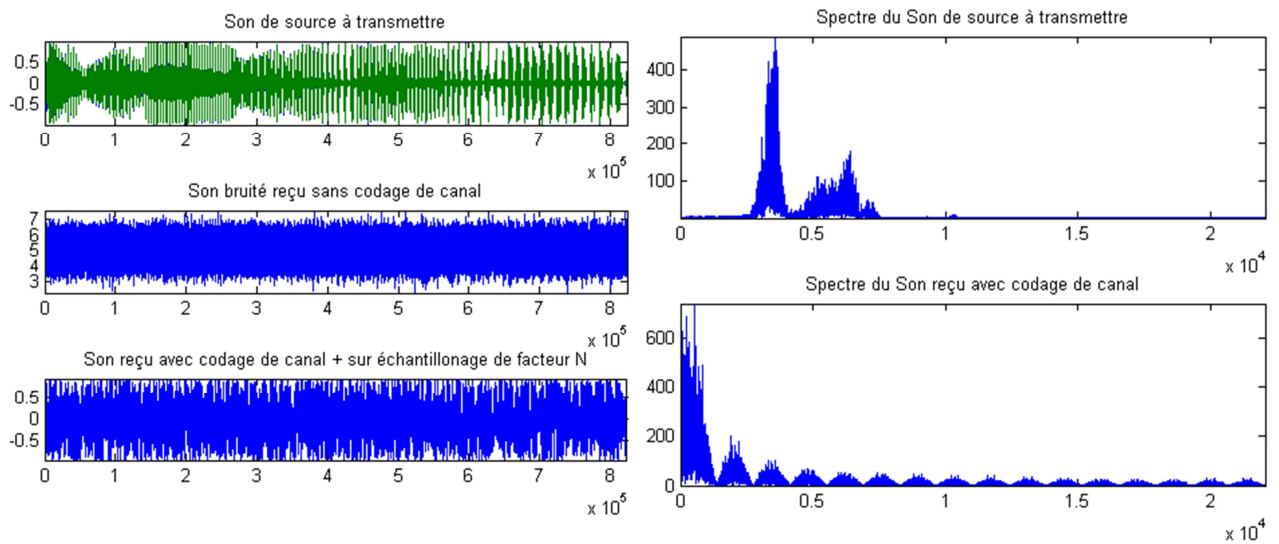 Son de source à transmettre
0.5
0
-0.5
0 1 2 3 4 5 6 7 8
x 10^5
Son bruité reçu sans codage de canal
7
6
5
4
3
0 1 2 3 4 5 6 7 8
x 10^5
Son reçu avec codage de canal + sur échantillonage de facteur N
0.5
0
-0.5
0 1 2 3 4 5 6 7 8
x 10^5
Spectre du Son de source à transmettre
400
300
200
100
0 0.5 1 1.5 2
x 10^4
Spectre du Son reçu avec codage de canal
600
400
200
0
0 0.5 1 1.5 2
x 10^4